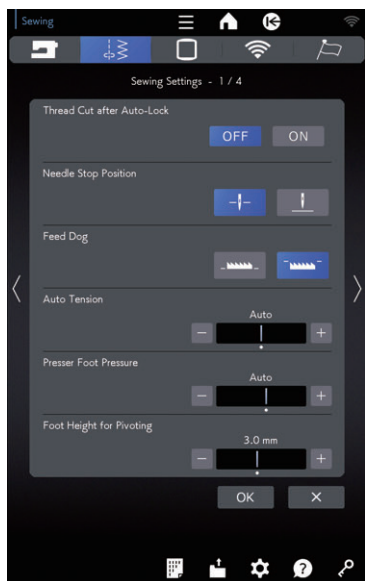 Sewing
Sewing Settings - 1 / 4
Thread Cut after Auto-Lock
OFF ON
Needle Stop Position
Feed Dog
Auto Tension
Auto
− +
Presser Foot Pressure
Auto
− +
Foot Height for Pivoting
3.0 mm
− +
OK ×
?